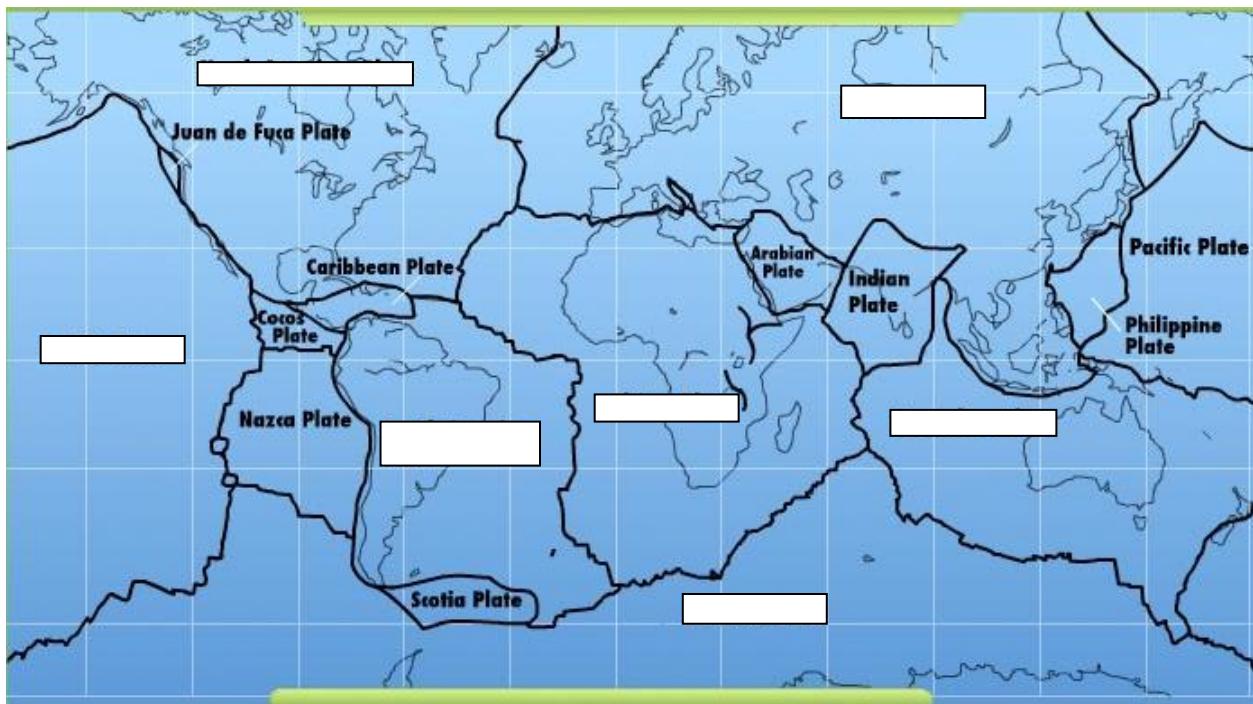 Juan de Fuca Plate
Caribbean Plate
Cocos
Plate
Nazca Plate
Scotia Plate
Arabian
Plate
Indian
Plate
Pacific Plate
Philippine
Plate